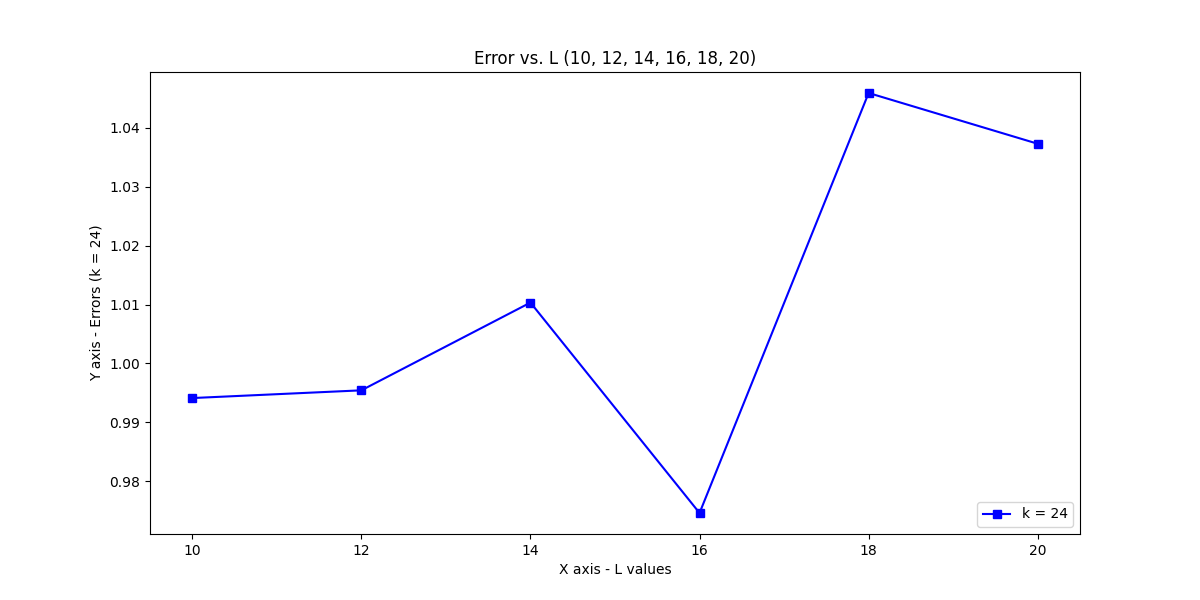 Error vs. L (10, 12, 14, 16, 18, 20)
Y axis - Errors (k = 24)
1.04
1.03
1.02
1.01
1.00
0.99
0.98
k = 24
10 12 14 16 18 20
X axis - L values